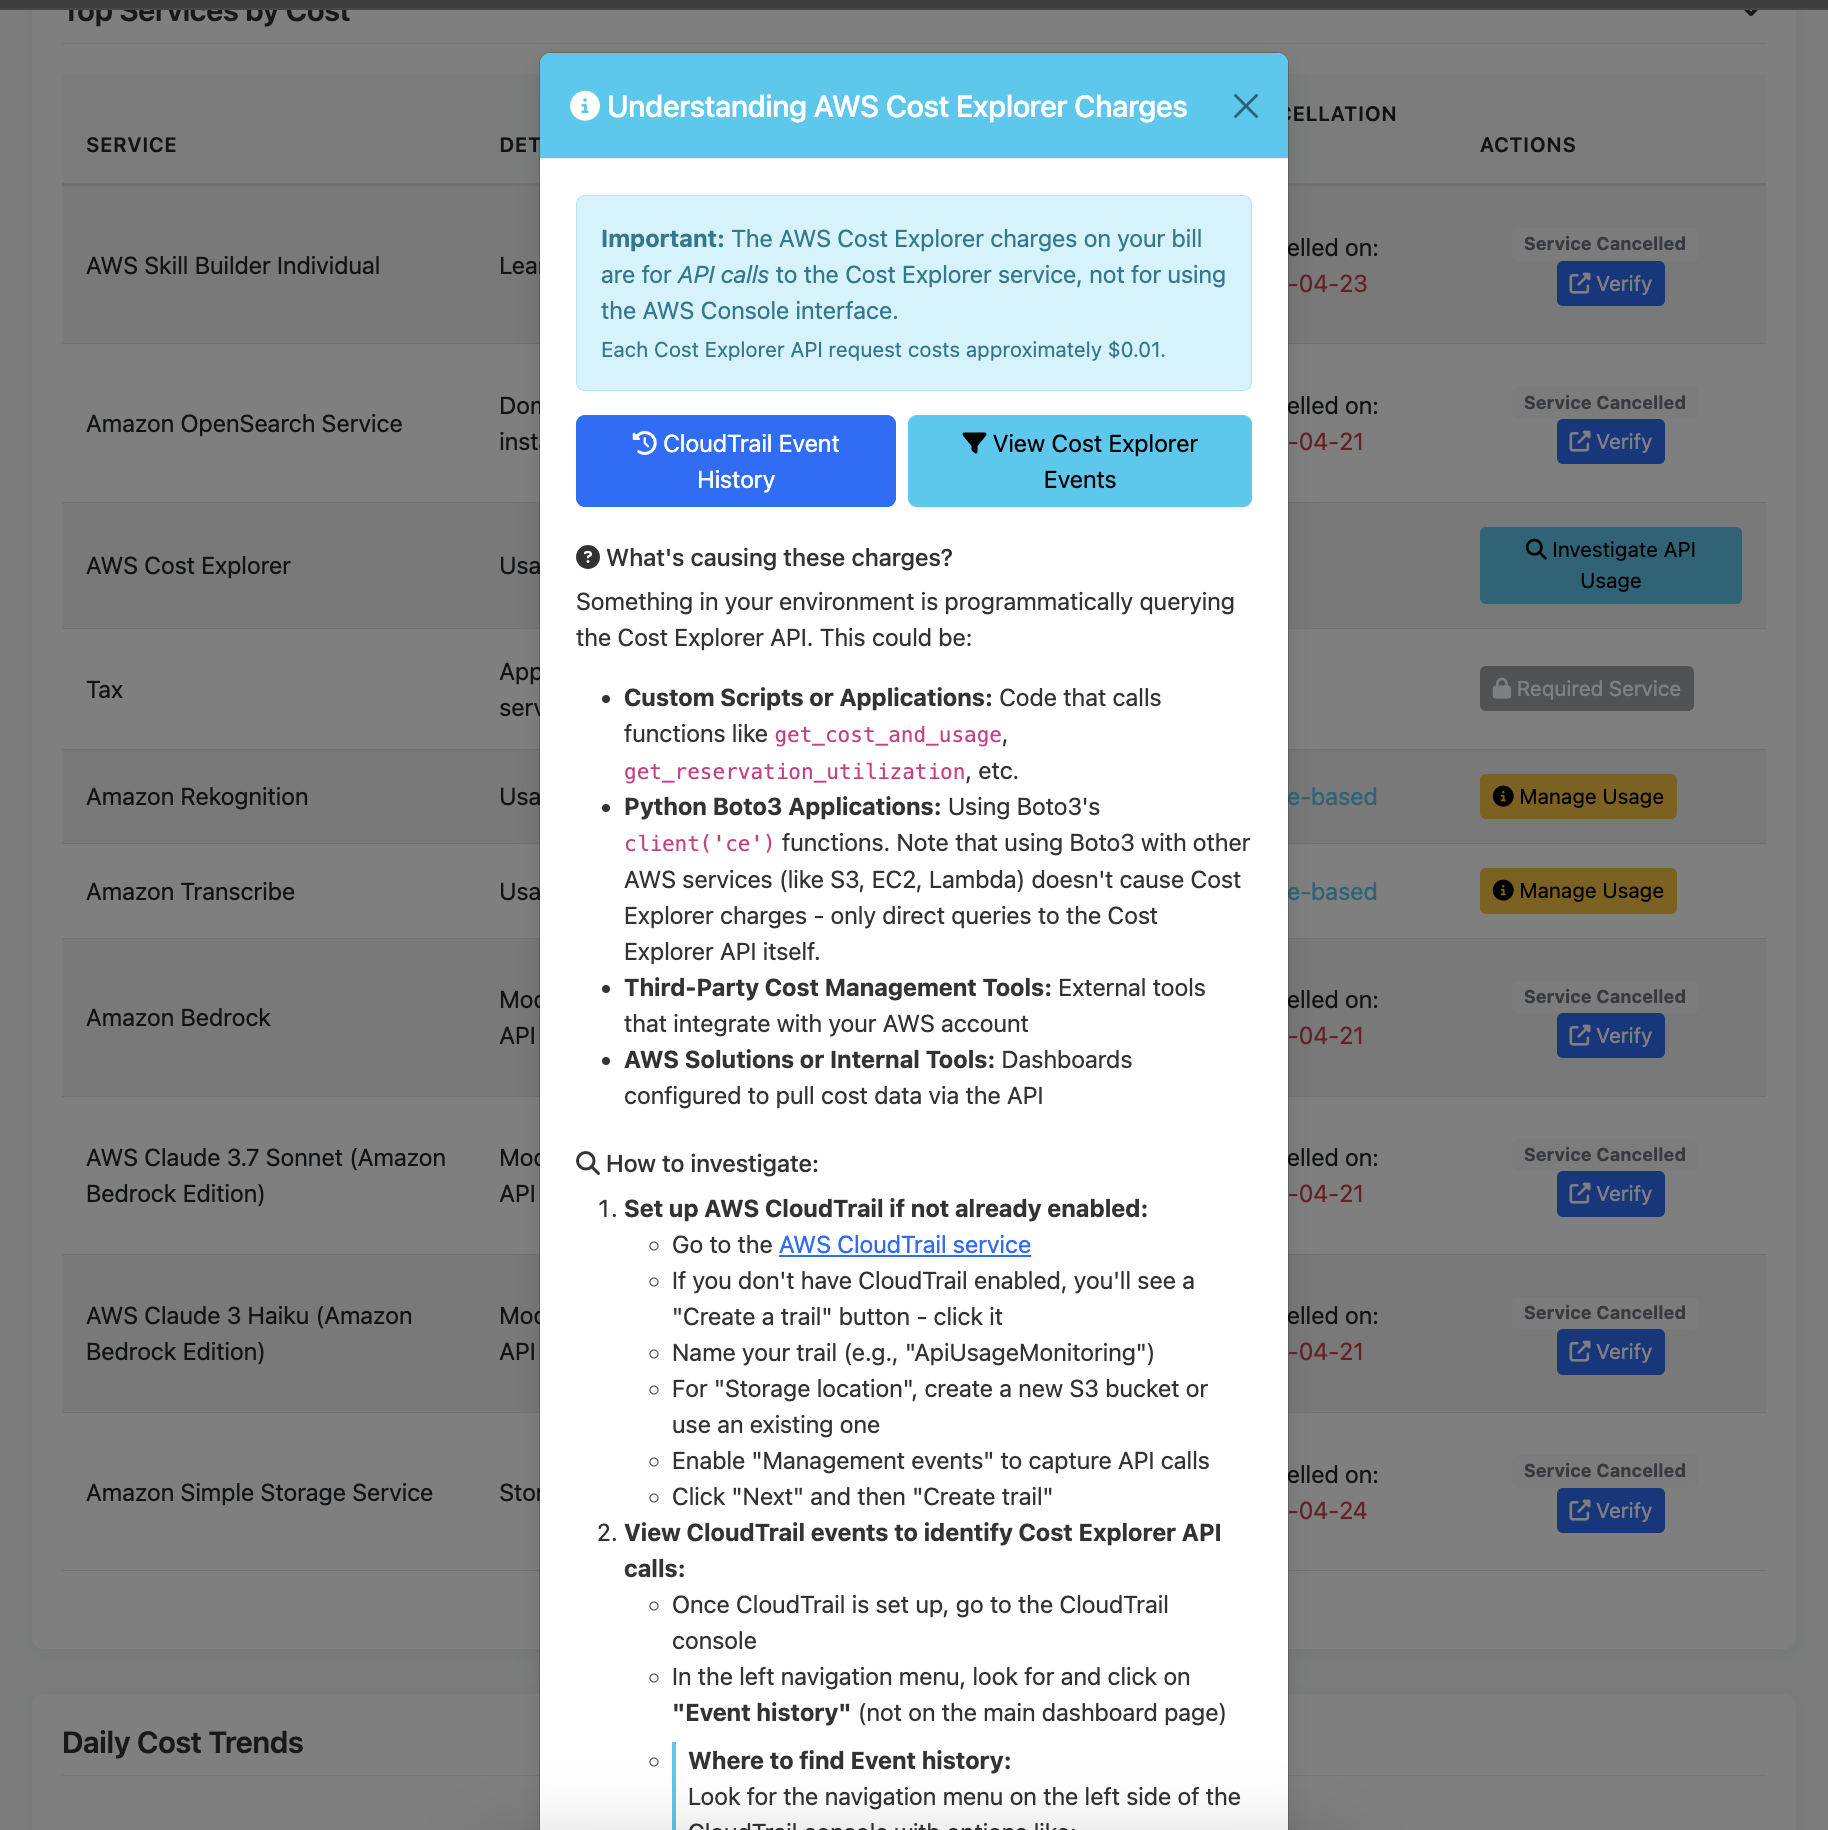 Top Services by Cost
Understanding AWS Cost Explorer Charges
SERVICE
ACTIONS
Important: The AWS Cost Explorer charges on your bill
are for API calls to the Cost Explorer service, not for using
the AWS Console interface.
Each Cost Explorer API request costs approximately $0.01.
CloudTrail Event
History
View Cost Explorer
Events
What's causing these charges?
Something in your environment is programmatically querying
the Cost Explorer API. This could be:
• Custom Scripts or Applications: Code that calls
functions like get_cost_and_usage,
get_reservation_utilization, etc.
• Python Boto3 Applications: Using Boto3's
client('ce') functions. Note that using Boto3 with other
AWS services (like S3, EC2, Lambda) doesn't cause Cost
Explorer charges - only direct queries to the Cost
Explorer API itself.
• Third-Party Cost Management Tools: External tools
that integrate with your AWS account
• AWS Solutions or Internal Tools: Dashboards
configured to pull cost data via the API
How to investigate:
1. Set up AWS CloudTrail if not already enabled:
Go to the AWS CloudTrail service
If you don't have CloudTrail enabled, you'll see a
"Create a trail" button - click it
Name your trail (e.g., "ApiUsageMonitoring")
For "Storage location", create a new S3 bucket or
use an existing one
Enable "Management events" to capture API calls
Click "Next" and then "Create trail"
2. View CloudTrail events to identify Cost Explorer API
calls:
Once CloudTrail is set up, go to the CloudTrail
console
In the left navigation menu, look for and click on
"Event history" (not on the main dashboard page)
Where to find Event history:
Look for the navigation menu on the left side of the
CloudTrail console with options like:
AWS Skill Builder Individual
elled on:
-04-23
Service Cancelled
Verify
Amazon OpenSearch Service
elled on:
-04-21
Service Cancelled
Verify
AWS Cost Explorer
Investigate API
Usage
Tax
Required Service
Amazon Rekognition
e-based
Manage Usage
Amazon Transcribe
e-based
Manage Usage
Amazon Bedrock
API
elled on:
-04-21
Service Cancelled
Verify
AWS Claude 3.7 Sonnet (Amazon
Bedrock Edition)
API
elled on:
-04-21
Service Cancelled
Verify
AWS Claude 3 Haiku (Amazon
Bedrock Edition)
API
elled on:
-04-21
Service Cancelled
Verify
Amazon Simple Storage Service
elled on:
-04-24
Service Cancelled
Verify
Daily Cost Trends